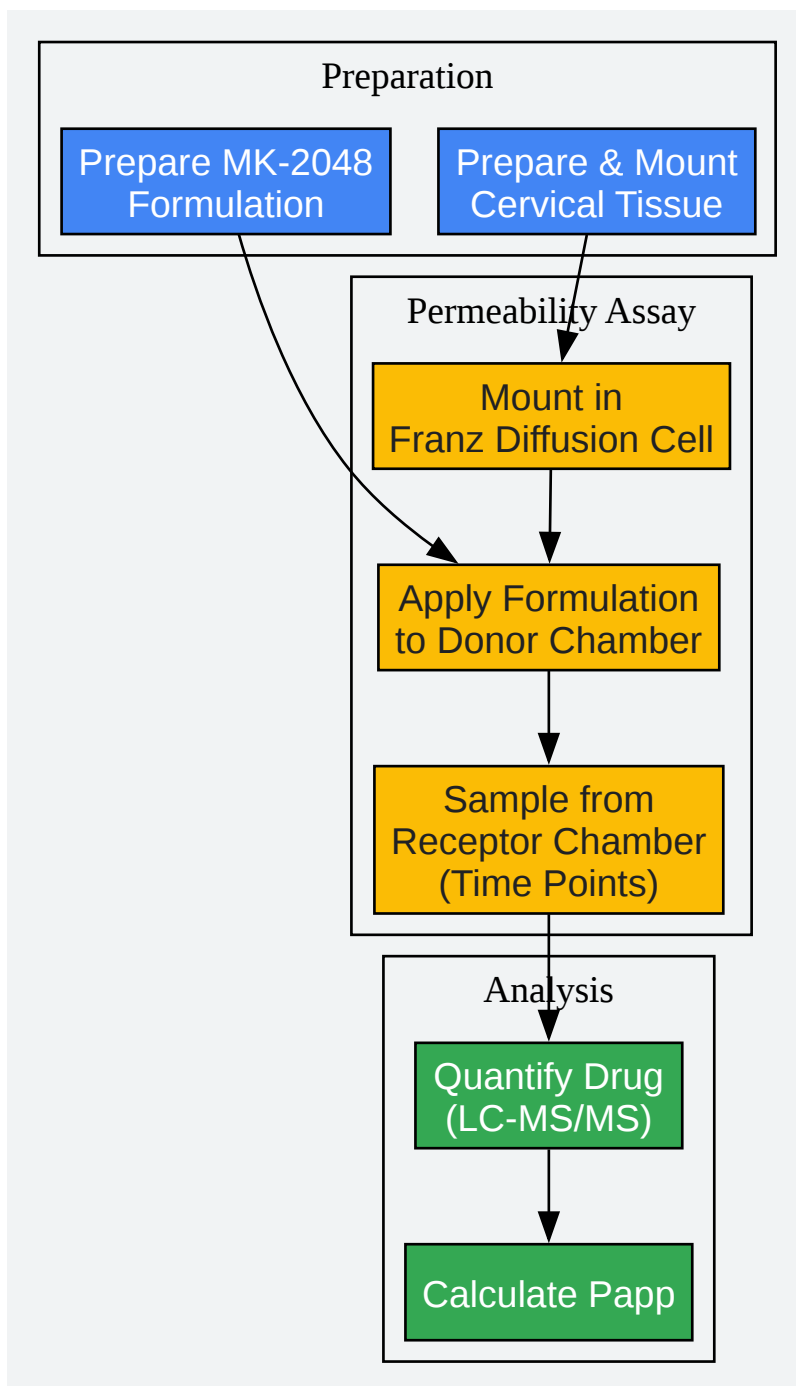 Preparation
Prepare MK-2048
Formulation
Prepare & Mount
Cervical Tissue
Permeability Assay
Mount in
Franz Diffusion Cell
Apply Formulation
to Donor Chamber
Sample from
Receptor Chamber
(Time Points)
Analysis
Quantify Drug
(LC-MS/MS)
Calculate Papp